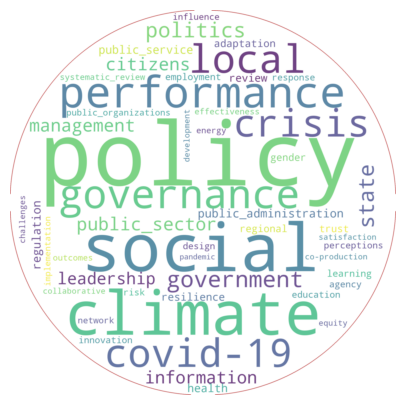 influence
politics
public_service
adaptation
local
citizens
systematic_review
employment
review
response
performance
public_organizations
effectiveness
management
crisis
energy
development
policy
gender
governance
state
challenges
regulation
implementation
public_sector
public_administration
regional
trust
social
design
satisfaction
perceptions
outcomes
pandemic
co-production
leadership
government
learning
agency
collaborative
risk
resilience
education
climate
network
equity
innovation
covid-19
information
health